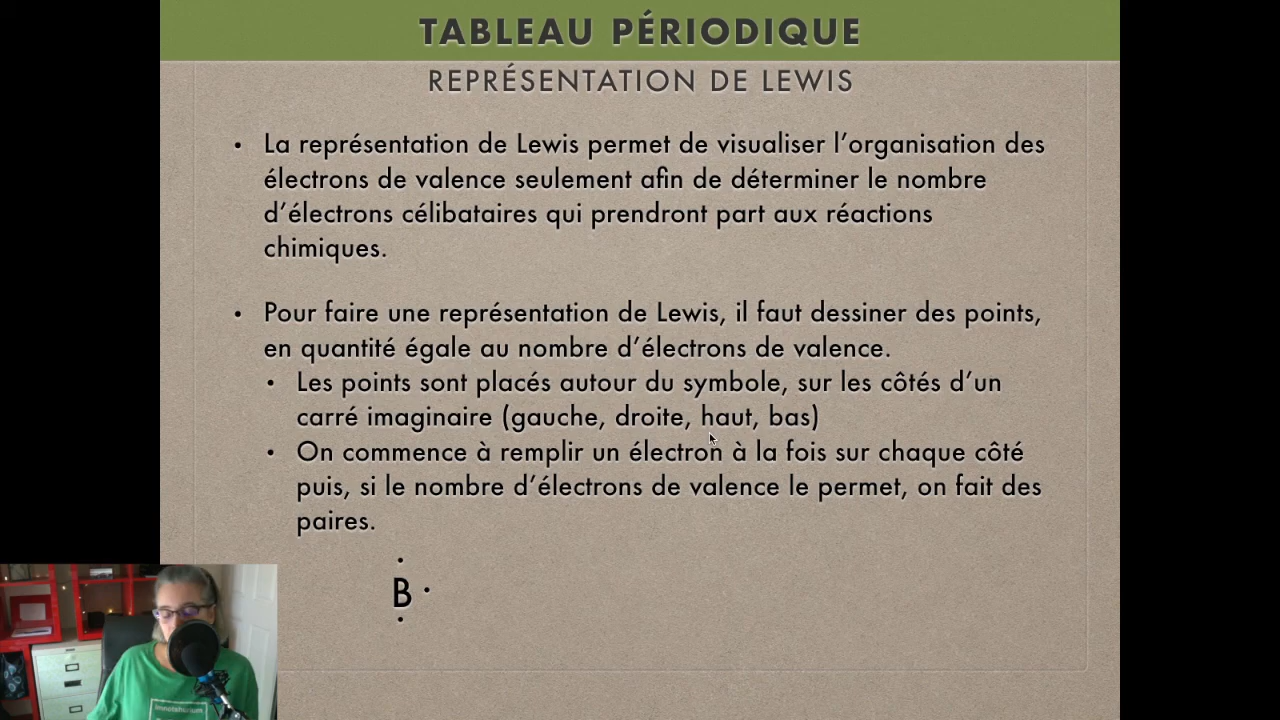 TABLEAU PÉRIODIQUE
REPRÉSENTATION DE LEWIS
• La représentation de Lewis permet de visualiser l’organisation des
électrons de valence seulement afin de déterminer le nombre
d’électrons célibataires qui prendront part aux réactions
chimiques.
• Pour faire une représentation de Lewis, il faut dessiner des points,
en quantité égale au nombre d’électrons de valence.
• Les points sont placés autour du symbole, sur les côtés d’un
carré imaginaire (gauche, droite, haut, bas)
• On commence à remplir un électron à la fois sur chaque côté
puis, si le nombre d’électrons de valence le permet, on fait des
paires.
B